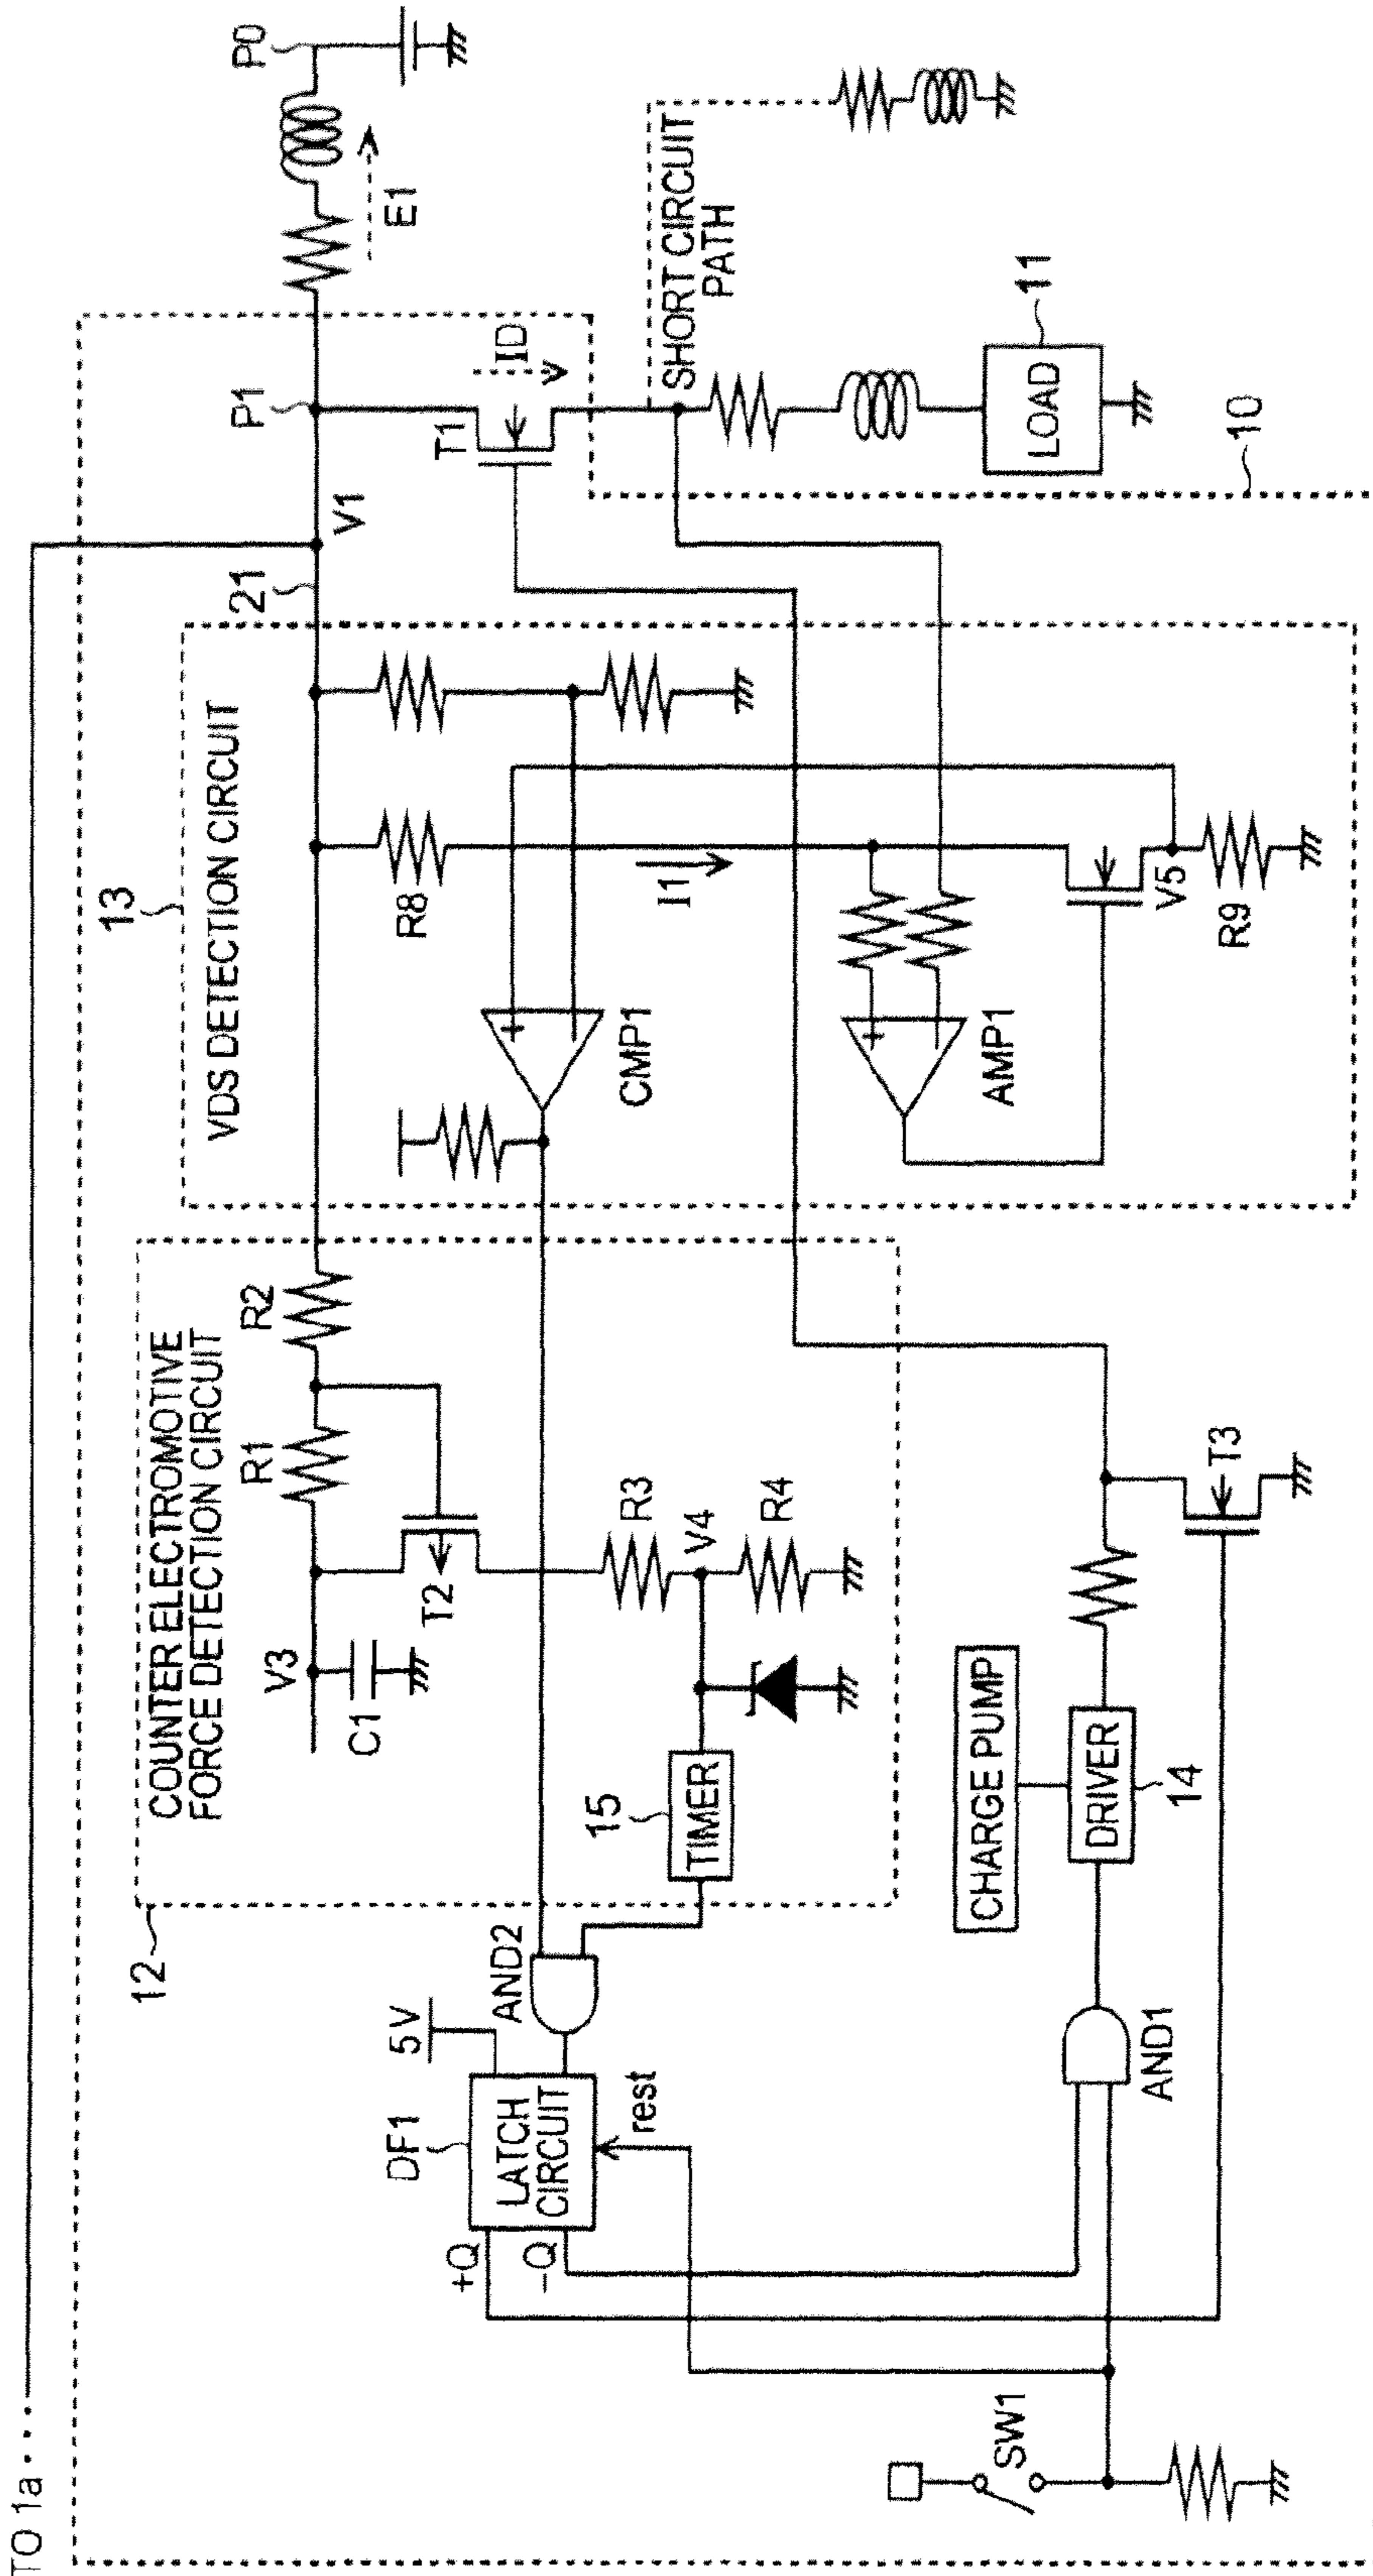 TO 1a ...
10
12
COUNTER ELECTROMOTIVE
FORCE DETECTION CIRCUIT
V3
C1
R1
R2
T2
R3
V4
R4
15
TIMER
13
VDS DETECTION CIRCUIT
R8
I1
CMP1
AMP1
V5
R9
21
V1
P1
T1
ID
E1
P0
SHORT CIRCUIT
PATH
11
LOAD
DF1
5V
LATCH
CIRCUIT
+Q
-Q
rest
AND2
SW1
AND1
CHARGE PUMP
DRIVER
14
T3
+
+